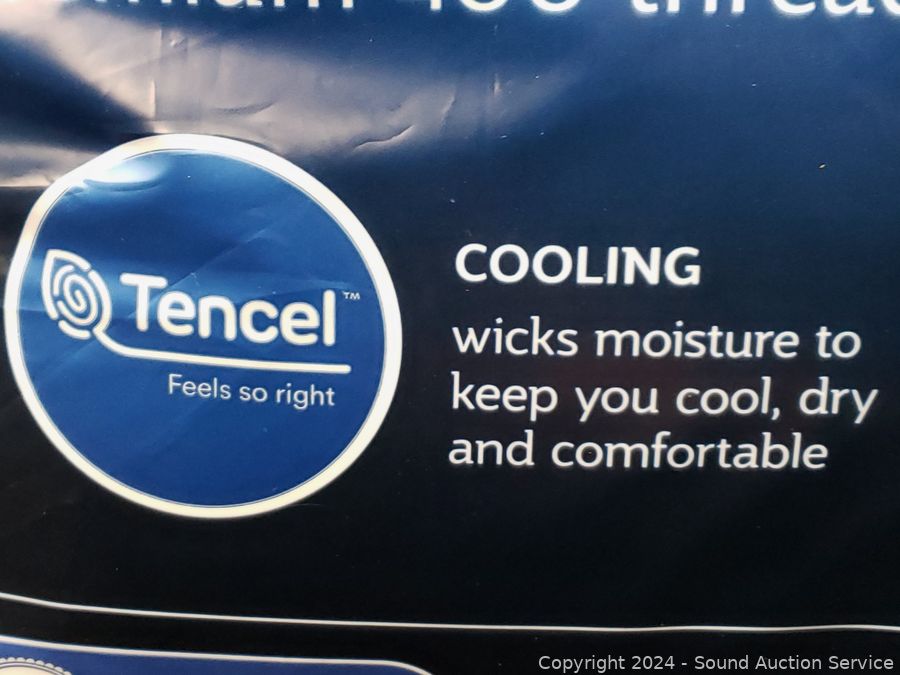 thread
Tencel™
Feels so right
COOLING
wicks moisture to
keep you cool, dry
and comfortable
Copyright 2024 - Sound Auction Service